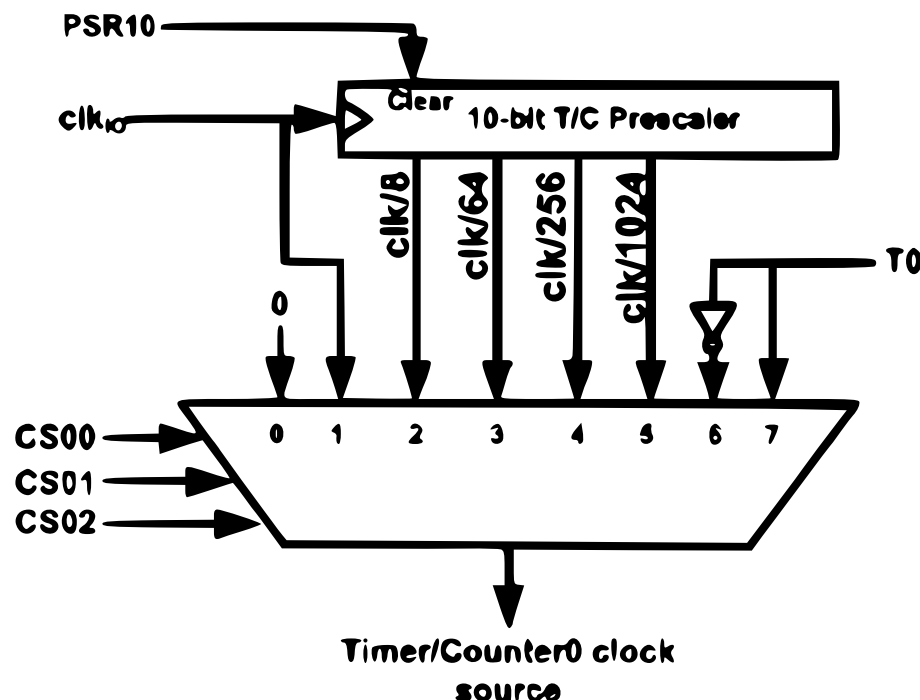 PSR10
Clear
clkIO
10-bit T/C Prescaler
clk/8
clk/64
clk/256
clk/1024
T0
0
0 1 2 3 4 5 6 7
CS00
CS01
CS02
Timer/Counter0 clock
source